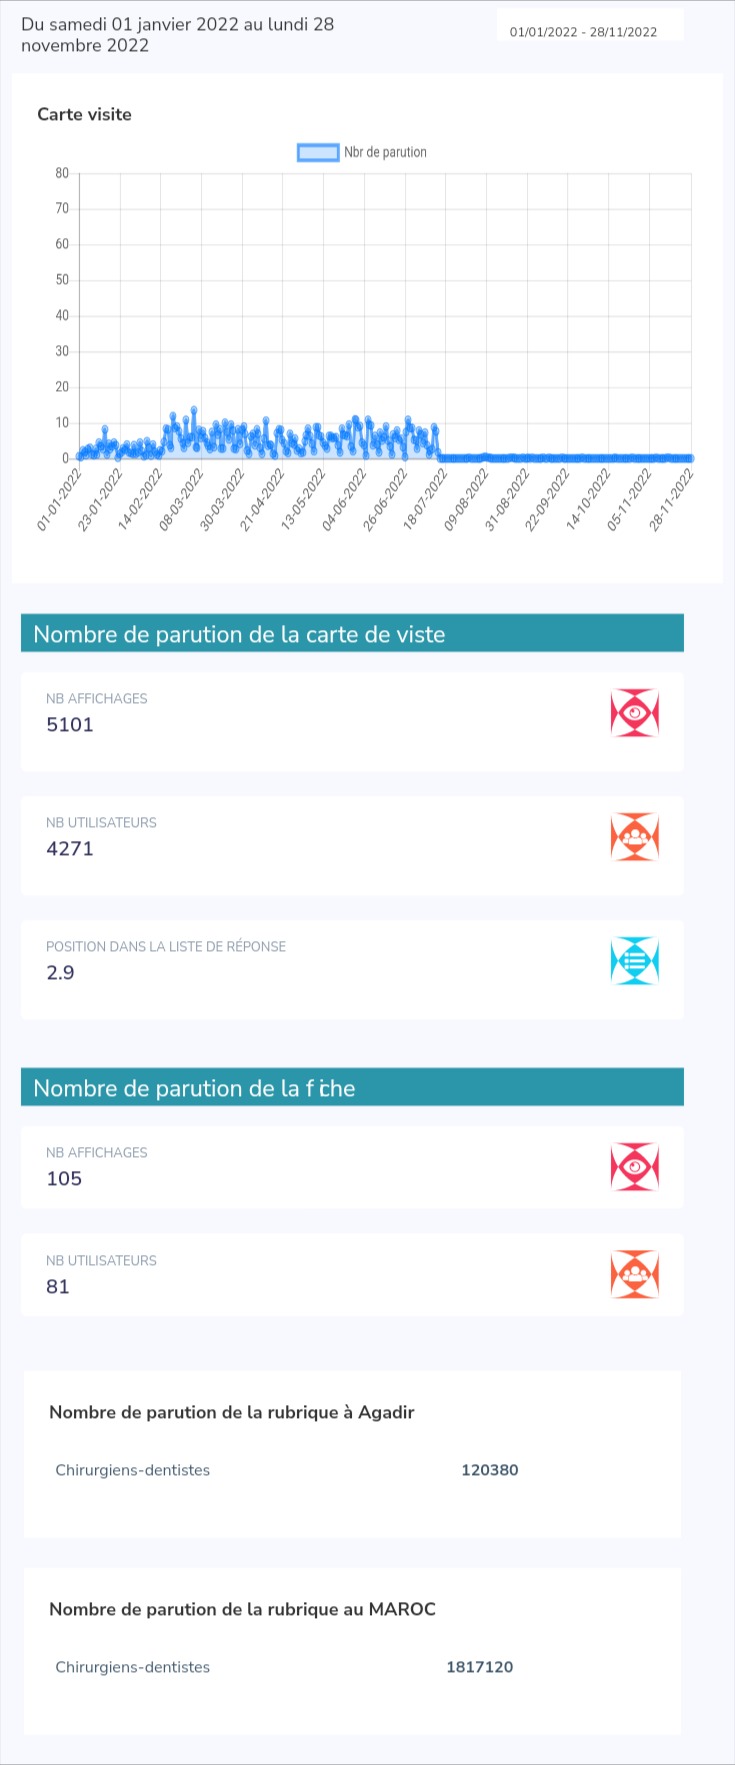 Du samedi 01 janvier 2022 au lundi 28
novembre 2022
01/01/2022 - 28/11/2022
Carte visite
Nbr de parution
80
70
60
50
40
30
20
10
0
01-01-2022
23-01-2022
14-02-2022
08-03-2022
30-03-2022
21-04-2022
13-05-2022
04-06-2022
26-06-2022
18-07-2022
09-08-2022
31-08-2022
22-09-2022
14-10-2022
05-11-2022
28-11-2022
Nombre de parution de la carte de viste
NB AFFICHAGES
5101
NB UTILISATEURS
4271
POSITION DANS LA LISTE DE RÉPONSE
2.9
Nombre de parution de la fiche
NB AFFICHAGES
105
NB UTILISATEURS
81
Nombre de parution de la rubrique à Agadir
Chirurgiens-dentistes 120380
Nombre de parution de la rubrique au MAROC
Chirurgiens-dentistes 1817120